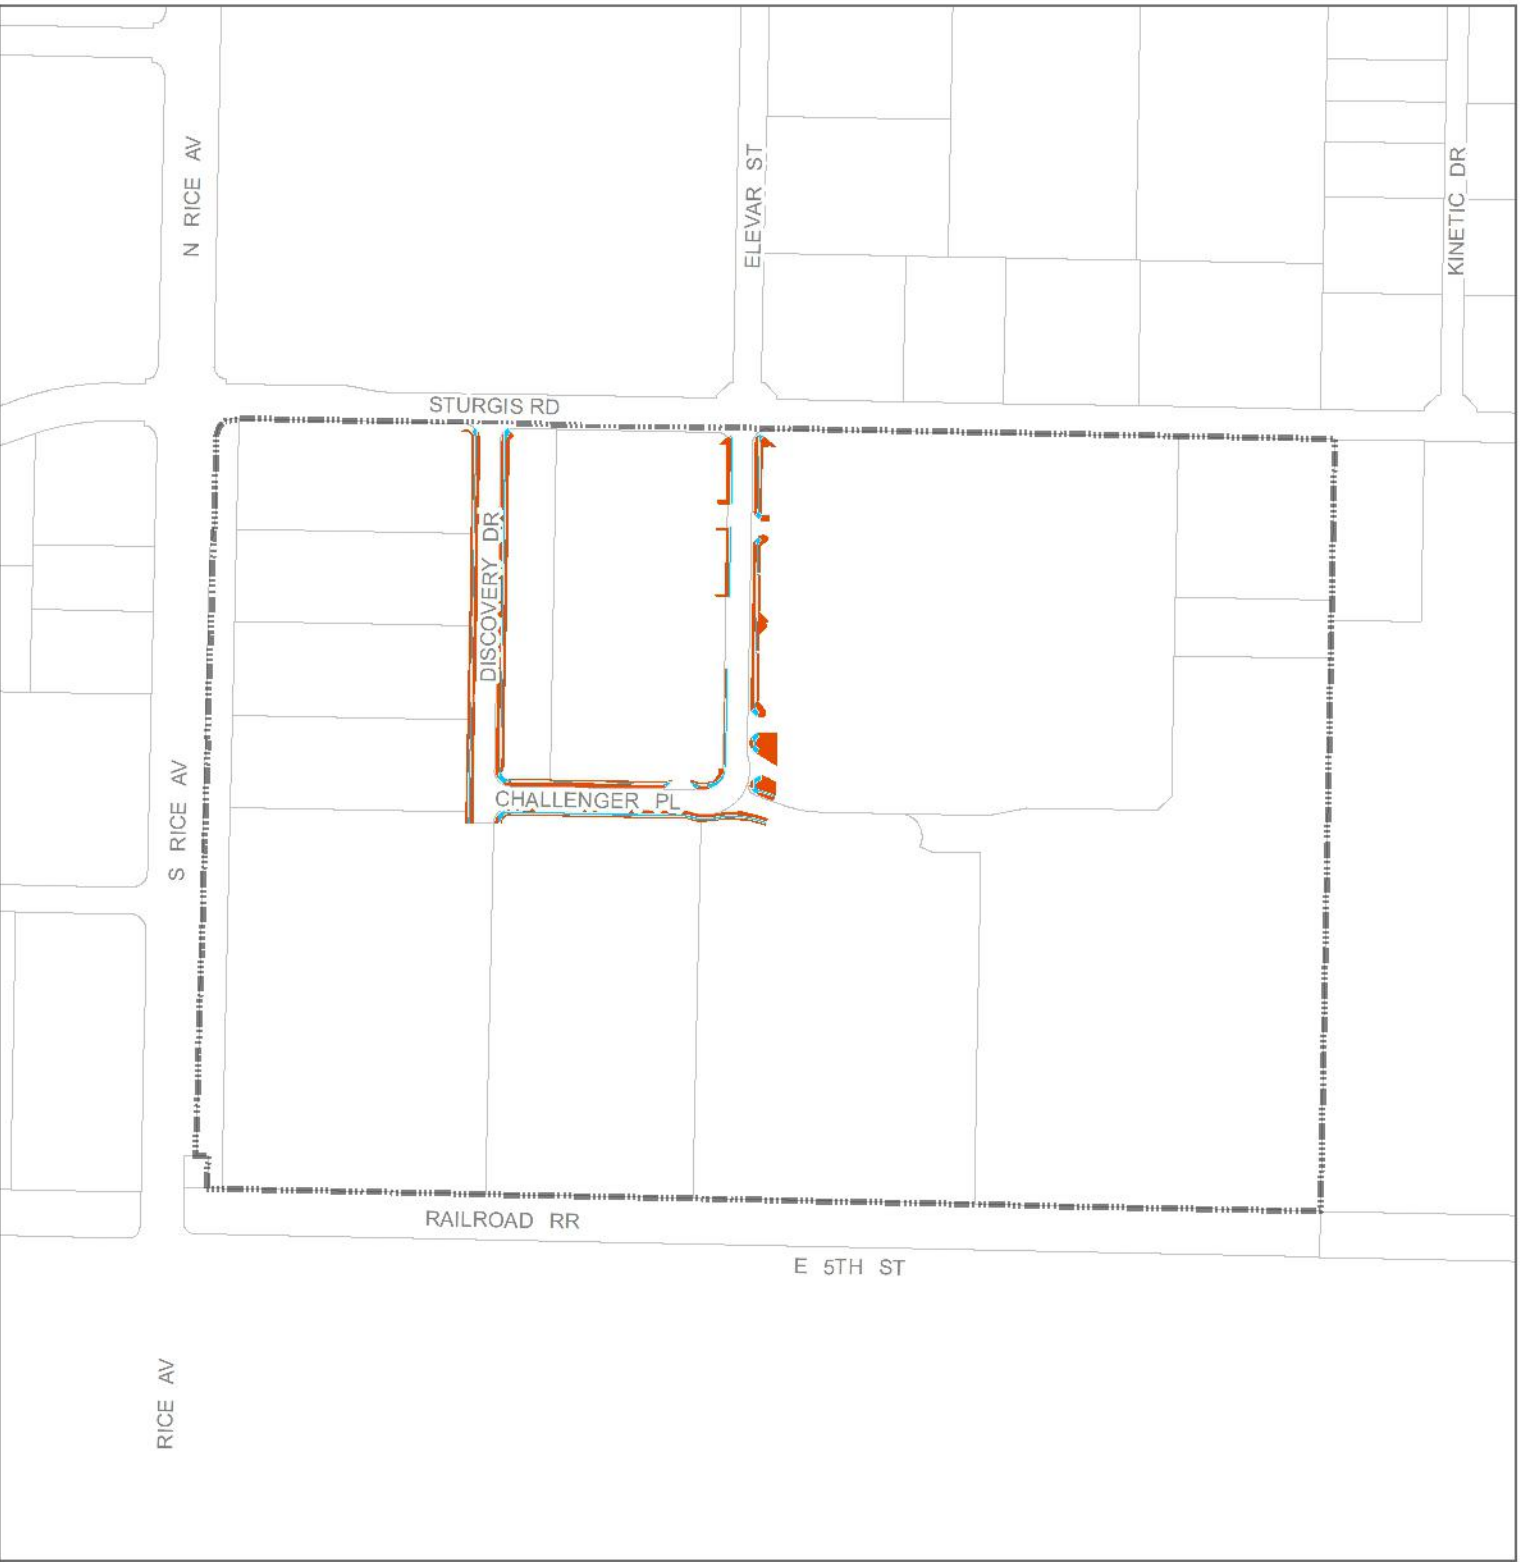 N RICE AV
ELEVAR ST
KINETIC DR
STURGIS RD
DISCOVERY DR
CHALLENGER PL
S RICE AV
RAILROAD RR
E 5TH ST
RICE AV